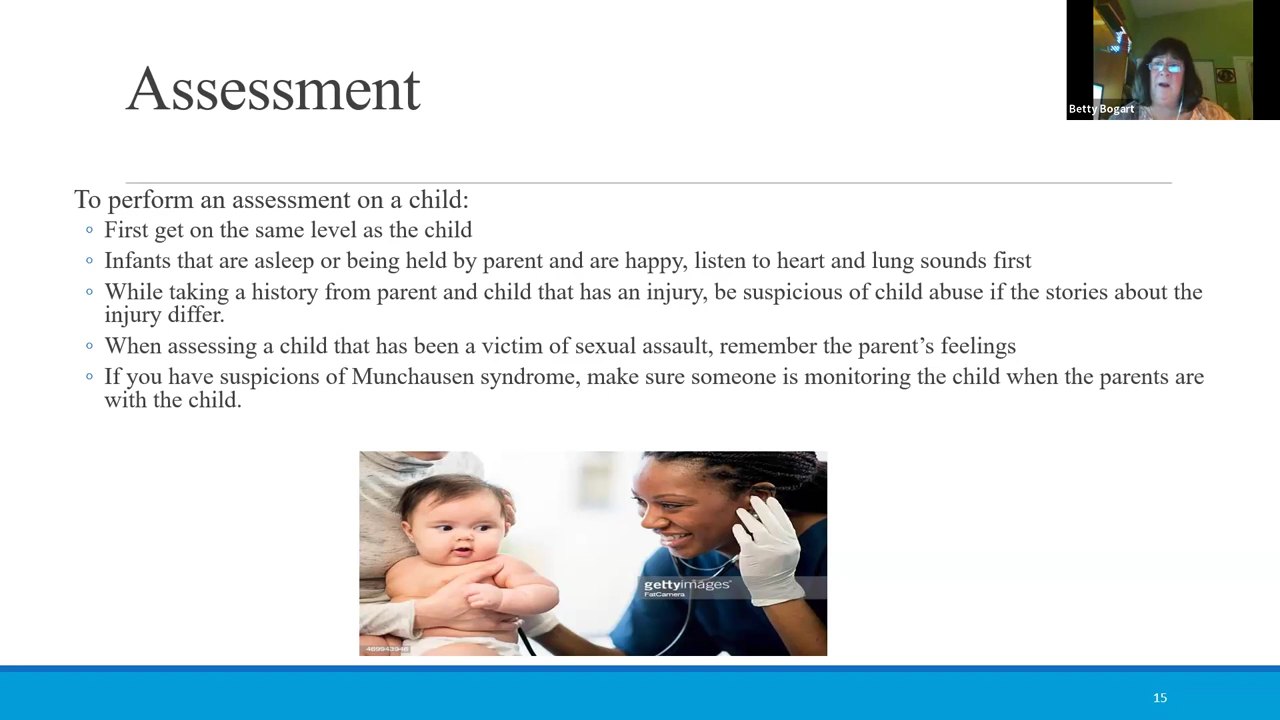 Assessment
Betty Bogart
To perform an assessment on a child:
◦ First get on the same level as the child
◦ Infants that are asleep or being held by parent and are happy, listen to heart and lung sounds first
◦ While taking a history from parent and child that has an injury, be suspicious of child abuse if the stories about the
injury differ.
◦ When assessing a child that has been a victim of sexual assault, remember the parent’s feelings
◦ If you have suspicions of Munchausen syndrome, make sure someone is monitoring the child when the parents are
with the child.
gettyimages
FatCamera
469943946
15